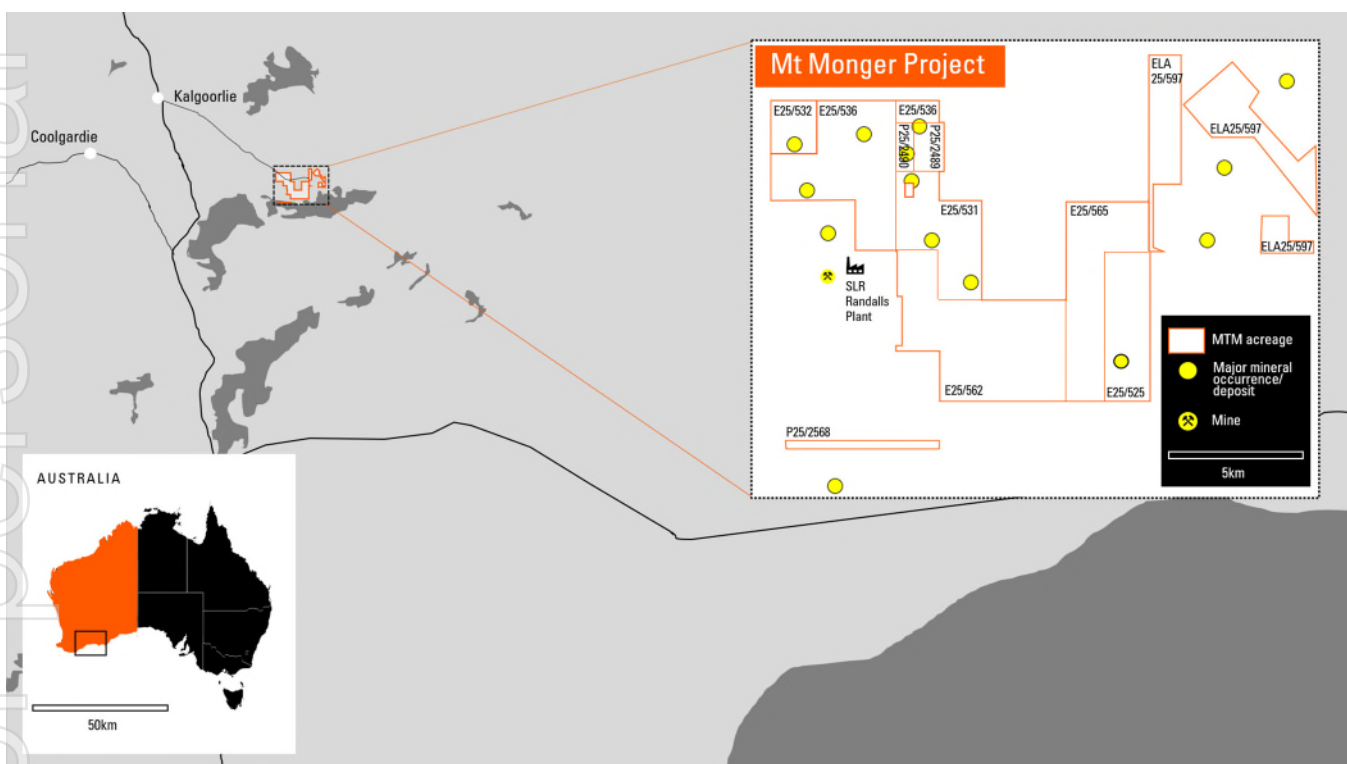 Kalgoorlie
Coolgardie
Mt Monger Project
ELA
25/597
E25/532
E25/536
E25/536
P25/2490
P25/2489
ELA25/597
E25/531
E25/565
ELA25/597
SLR
Randalls
Plant
E25/562
E25/525
P25/2568
MTM acreage
Major mineral
occurrence/
deposit
Mine
5km
AUSTRALIA
50km